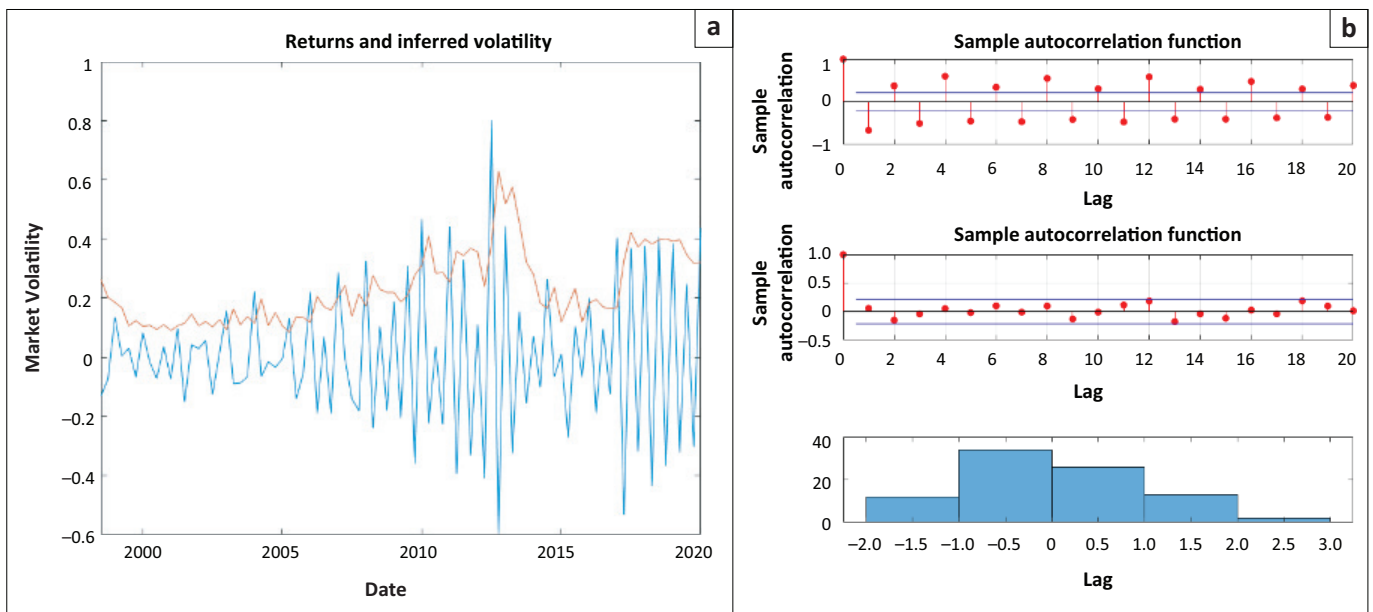 a
Returns and inferred volatility
Market Volatility
1
0.8
0.6
0.4
0.2
0
–0.2
–0.4
–0.6
2000 2005 2010 2015 2020
Date
b
Sample autocorrelation function
Sample
autocorrelation
1
0
–1
0 2 4 6 8 10 12 14 16 18 20
Lag
Sample autocorrelation function
Sample
autocorrelation
1.0
0.5
0
–0.5
0 2 4 6 8 10 12 14 16 18 20
Lag
40
20
0
–2.0 –1.5 –1.0 –0.5 0 0.5 1.0 1.5 2.0 2.5 3.0
Lag